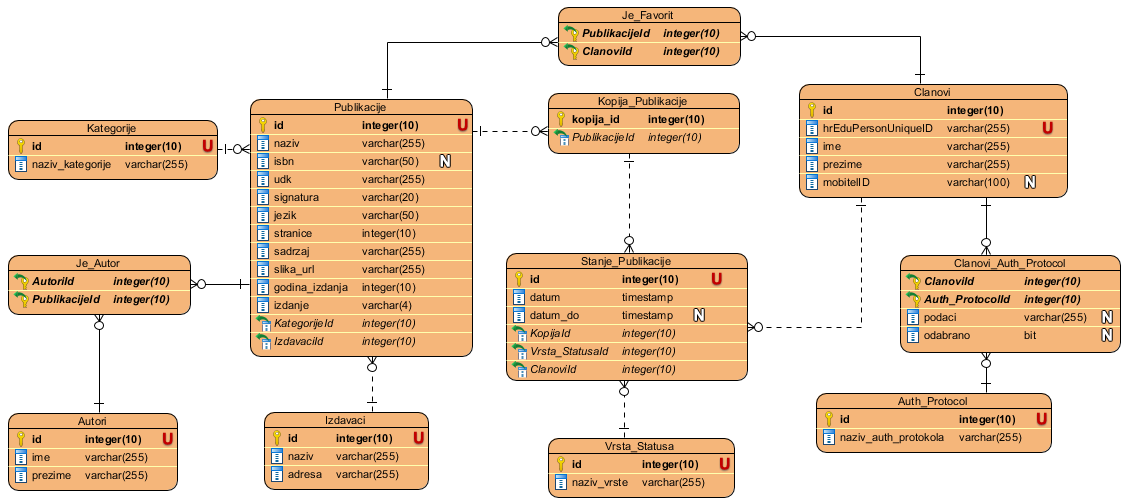 Je_Favorit
PublikacijeId integer(10)
ClanoviId integer(10)
Publikacije
id integer(10) U
naziv varchar(255)
isbn varchar(50) N
udk varchar(255)
signatura varchar(20)
jezik varchar(50)
stranice integer(10)
sadrzaj varchar(255)
slika_url varchar(255)
godina_izdanja integer(10)
izdanje varchar(4)
KategorijeId integer(10)
IzdavaciId integer(10)
Kopija_Publikacije
kopija_id integer(10)
PublikacijeId integer(10)
Clanovi
id integer(10)
hrEduPersonUniqueID varchar(255) U
ime varchar(255)
prezime varchar(255)
mobitelID varchar(100) N
Kategorije
id integer(10) U
naziv_kategorije varchar(255)
Je_Autor
AutoriId integer(10)
PublikacijeId integer(10)
Stanje_Publikacije
id integer(10) U
datum timestamp
datum_do timestamp N
KopijaId integer(10)
Vrsta_StatusaId integer(10)
ClanoviId integer(10)
Clanovi_Auth_Protocol
ClanoviId integer(10)
Auth_ProtocolId integer(10)
podaci varchar(255) N
odabrano bit N
Autori
id integer(10) U
ime varchar(255)
prezime varchar(255)
Izdavaci
id integer(10) U
naziv varchar(255)
adresa varchar(255)
Vrsta_Statusa
id integer(10) U
naziv_vrste varchar(255)
Auth_Protocol
id integer(10) U
naziv_auth_protokola varchar(255)